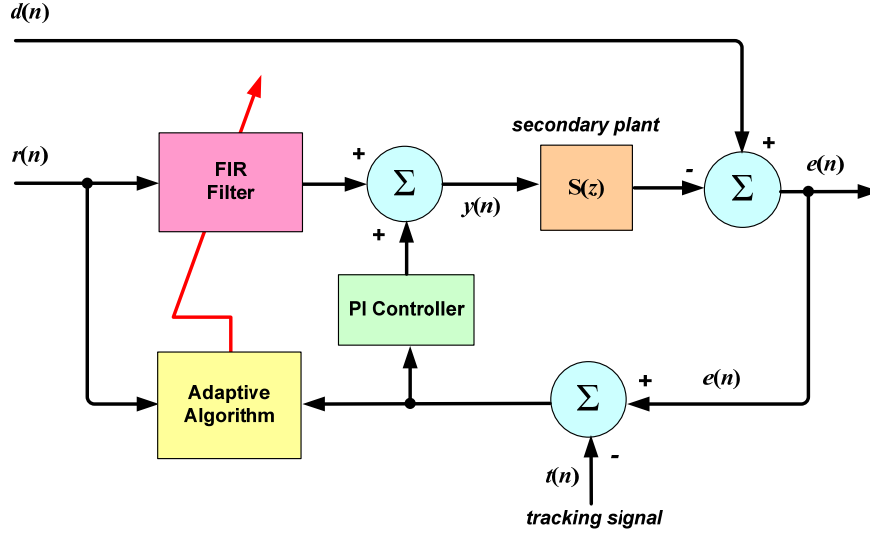 d(n)
secondary plant
r(n)
FIR
Filter
+
Σ
+
y(n)
S(z)
-
+
Σ
e(n)
PI Controller
Adaptive
Algorithm
Σ
+
e(n)
-
t(n)
tracking signal